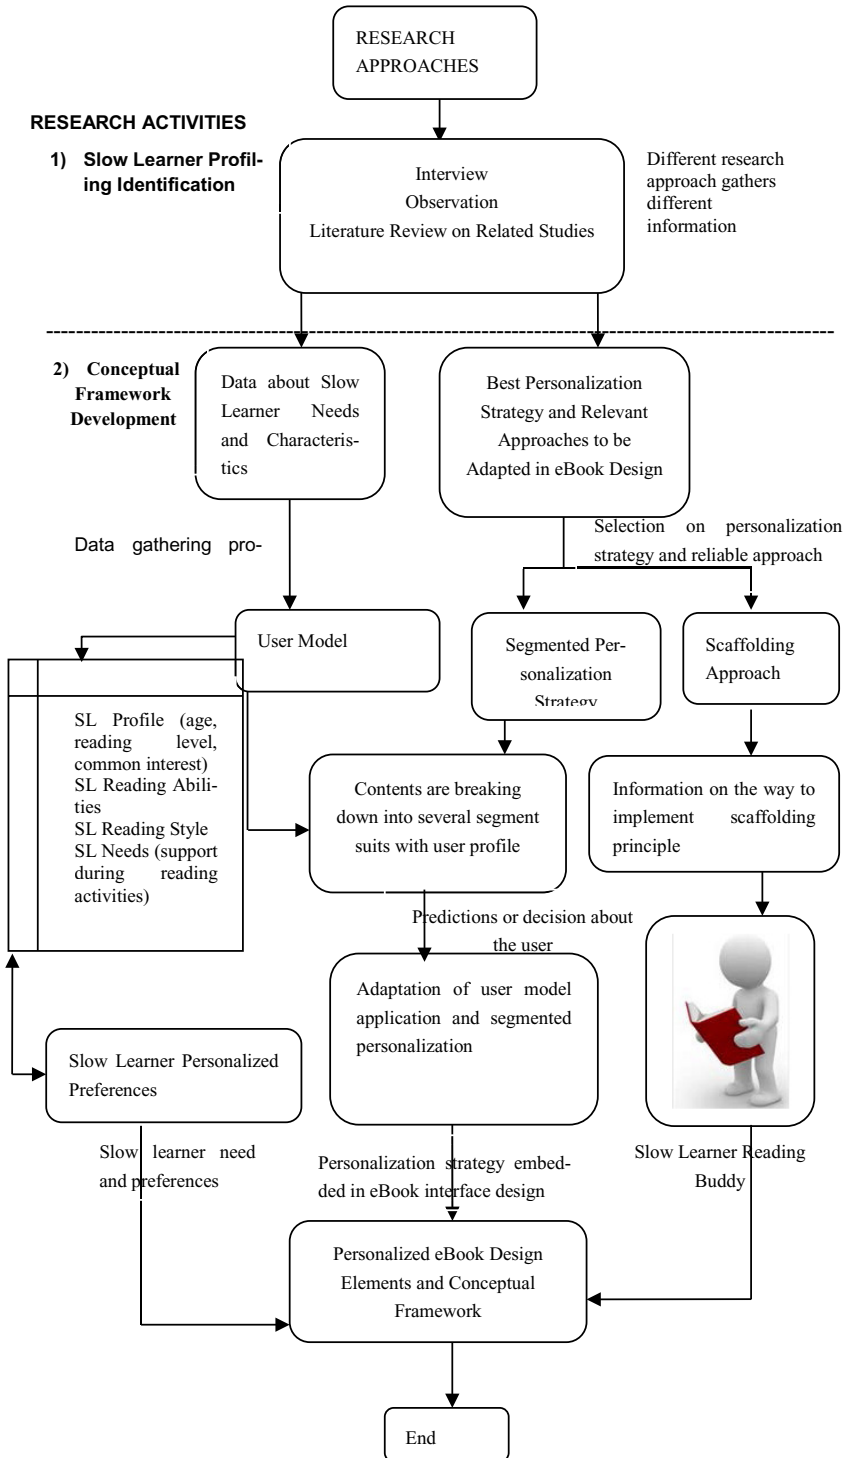 RESEARCH
APPROACHES
RESEARCH ACTIVITIES
1) Slow Learner Profil-
ing Identification
Interview
Observation
Literature Review on Related Studies
Different research
approach gathers
different
information
2) Conceptual
Framework
Development
Data about Slow
Learner Needs
and Characteris-
tics
Best Personalization
Strategy and Relevant
Approaches to be
Adapted in eBook Design
Data gathering pro-
Selection on personalization
strategy and reliable approach
User Model
Segmented Per-
sonalization
Strategy
Scaffolding
Approach
SL Profile (age,
reading level,
common interest)
SL Reading Abili-
ties
SL Reading Style
SL Needs (support
during reading
activities)
Contents are breaking
down into several segment
suits with user profile
Information on the way to
implement scaffolding
principle
Predictions or decision about
the user
Adaptation of user model
application and segmented
personalization
Slow Learner Personalized
Preferences
Slow learner need
and preferences
Personalization strategy embed-
ded in eBook interface design
Slow Learner Reading
Buddy
Personalized eBook Design
Elements and Conceptual
Framework
End